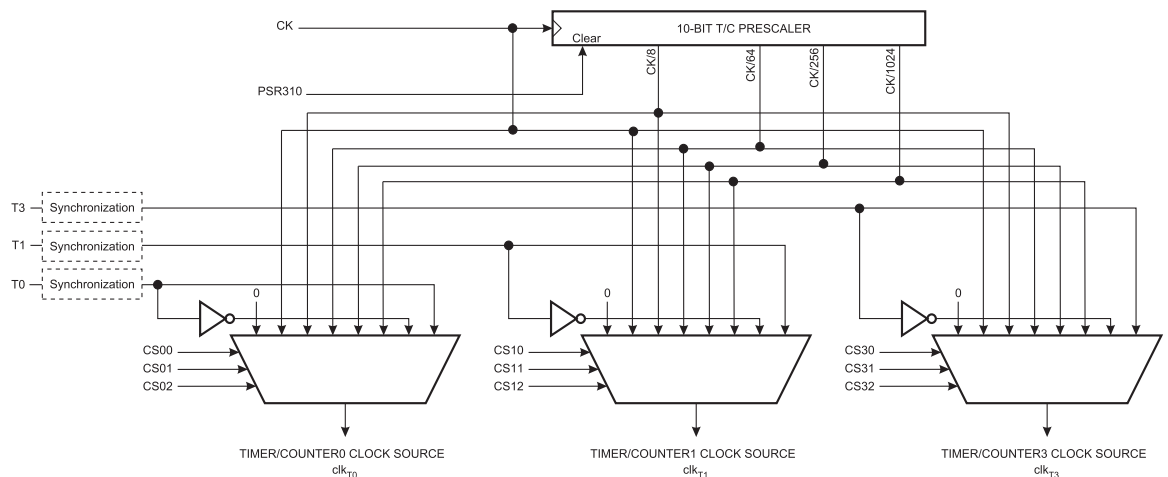 CK
10-BIT T/C PRESCALER
Clear
PSR310
CK/8
CK/64
CK/256
CK/1024
T3
Synchronization
T1
Synchronization
T0
Synchronization
0
0
0
CS00
CS01
CS02
CS10
CS11
CS12
CS30
CS31
CS32
TIMER/COUNTER0 CLOCK SOURCE
clkT0
TIMER/COUNTER1 CLOCK SOURCE
clkT1
TIMER/COUNTER3 CLOCK SOURCE
clkT3